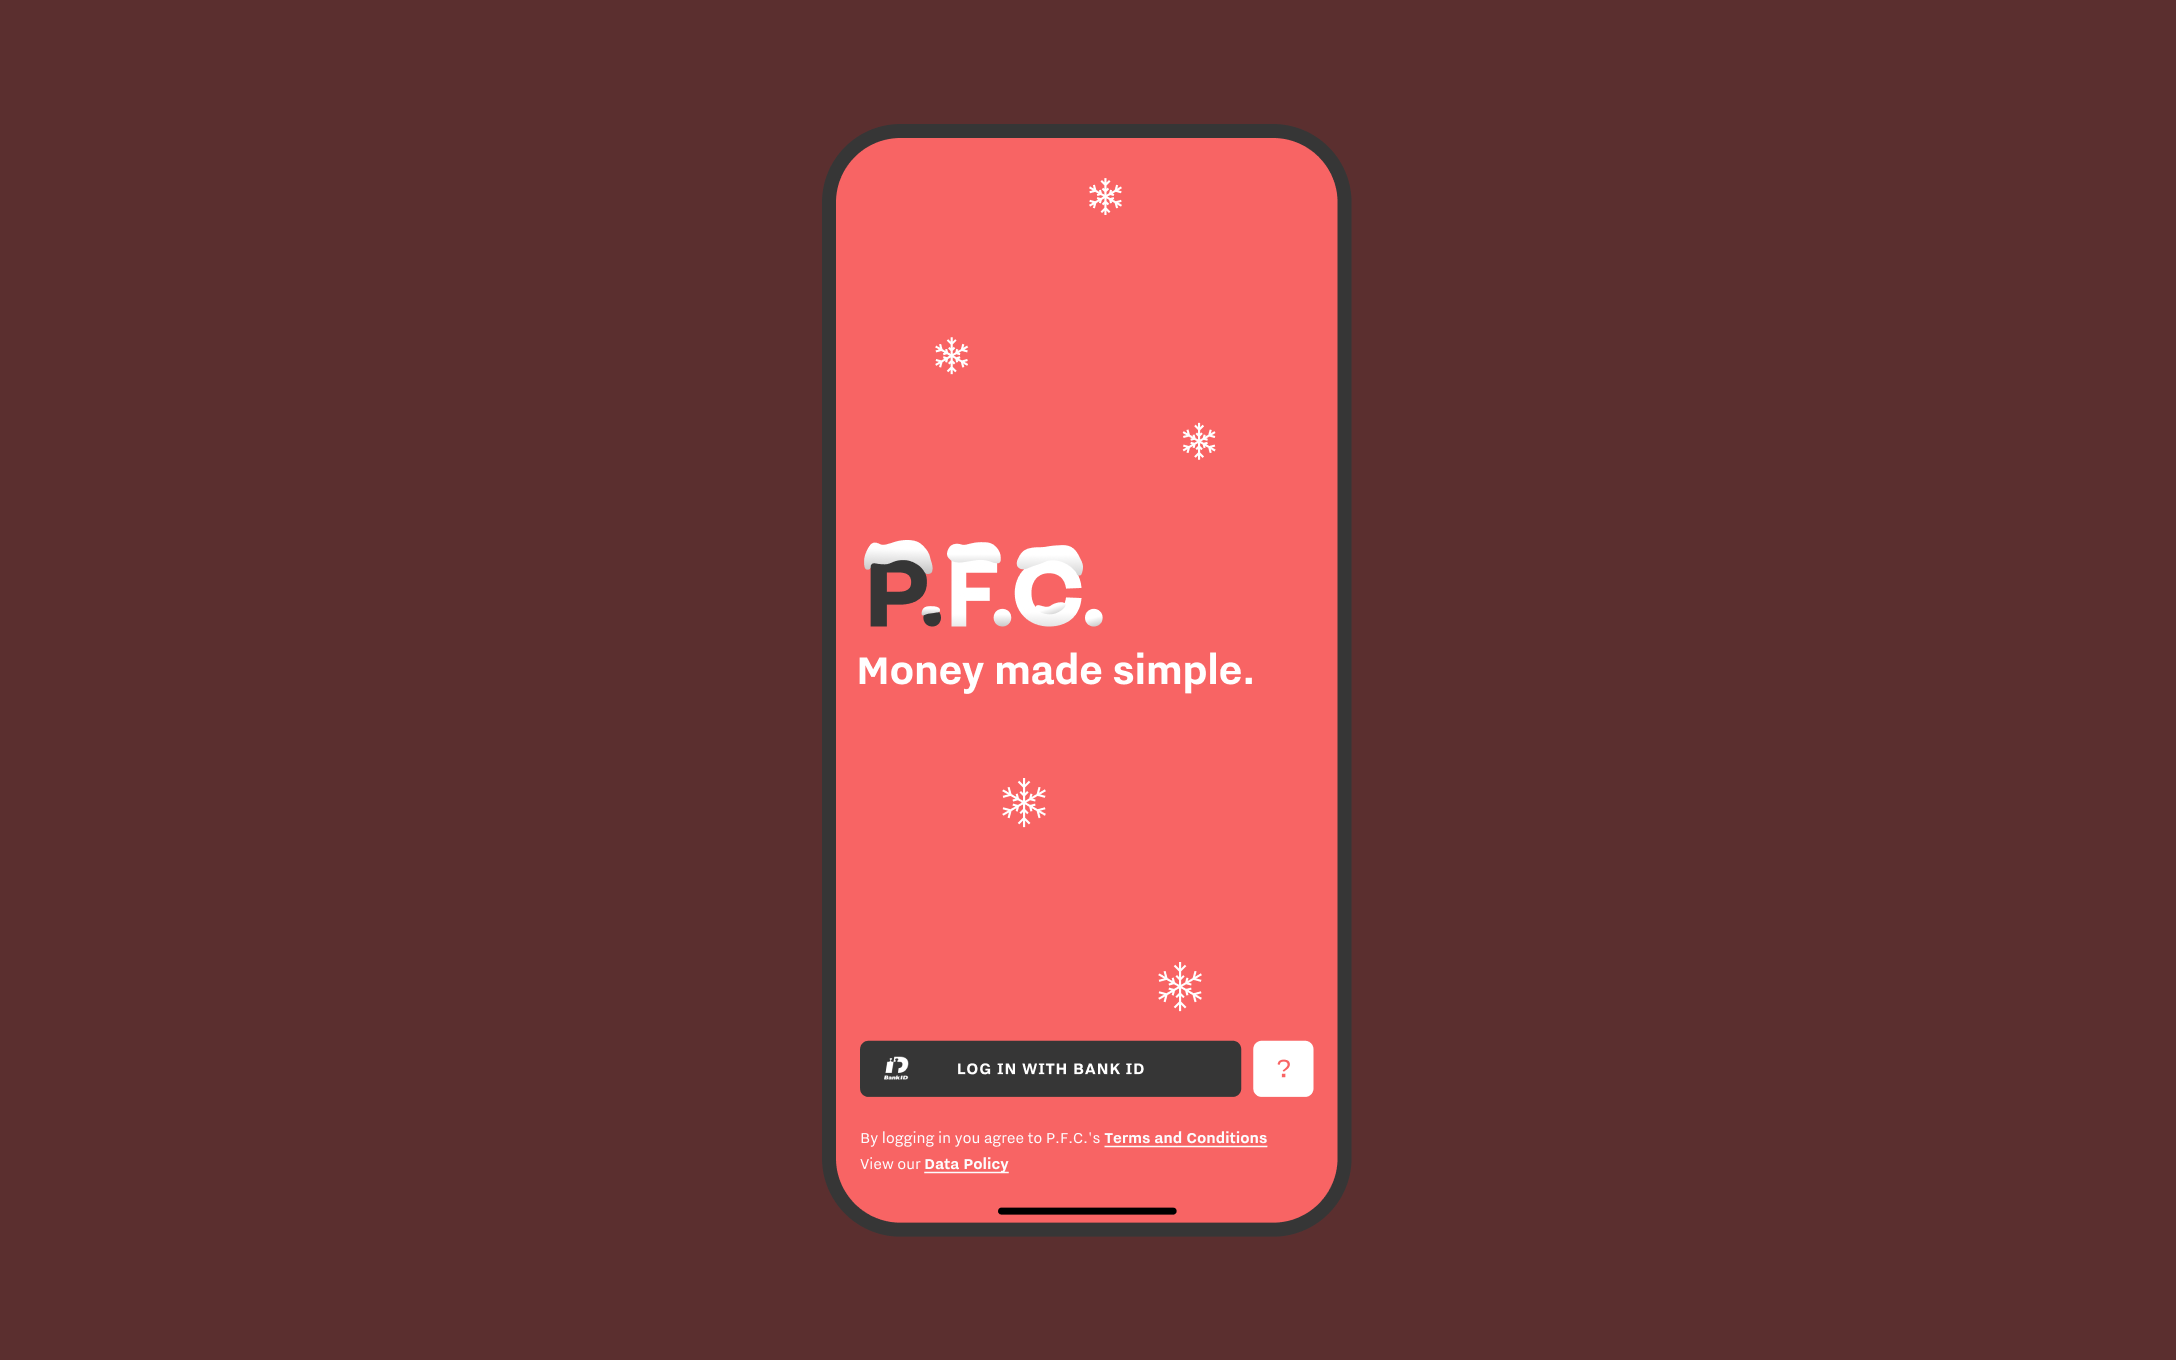 P.F.C.
Money made simple.
BankID
LOG IN WITH BANK ID
?
By logging in you agree to P.F.C.'s Terms and Conditions
View our Data Policy